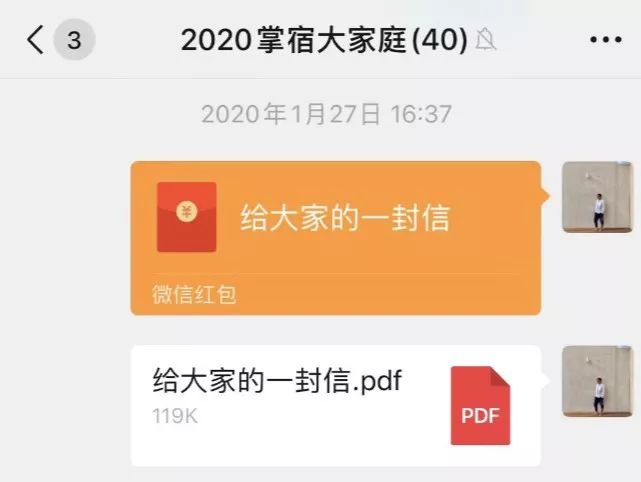 3
2020掌宿大家庭(40)
2020年1月27日 16:37
给大家的一封信
微信红包
给大家的一封信.pdf
119K
PDF